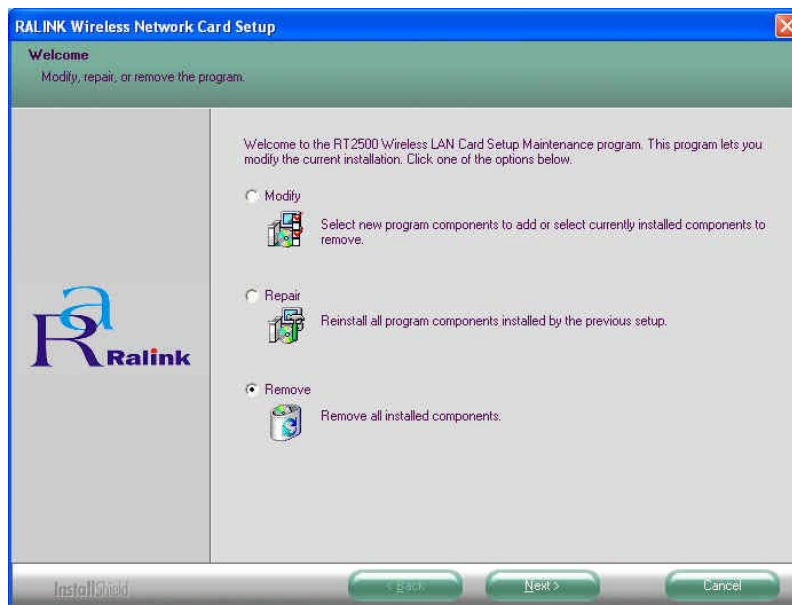 RALINK Wireless Network Card Setup
Welcome
Modify, repair, or remove the program.
Welcome to the RT2500 Wireless LAN Card Setup Maintenance program. This program lets you
modify the current installation. Click one of the options below.
Modify
Select new program components to add or select currently installed components to
remove.
Repair
Reinstall all program components installed by the previous setup.
Ra Ralink
Remove
Remove all installed components.
InstallShield
< Back
Next >
Cancel